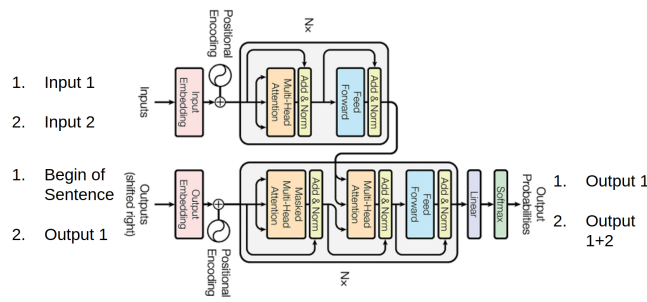 1. Input 1
2. Input 2
1. Begin of
Sentence
2. Output 1
Inputs
Input
Embedding
Positional
Encoding
Nx
Multi-Head
Attention
Add & Norm
Feed
Forward
Add & Norm
Outputs
(shifted right)
Output
Embedding
Positional
Encoding
Masked
Multi-Head
Attention
Add & Norm
Multi-Head
Attention
Add & Norm
Feed
Forward
Add & Norm
Nx
Linear
Softmax
Output
Probabilities
1. Output 1
2. Output
1+2